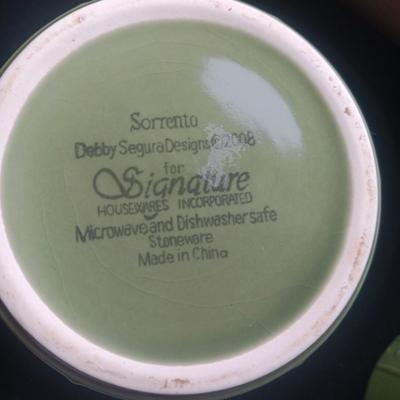 Sorrento
Debby Segura Designs©2008
for
Signature
HOUSEWARES INCORPORATED
Microwave and Dishwasher safe
Stoneware
Made in China